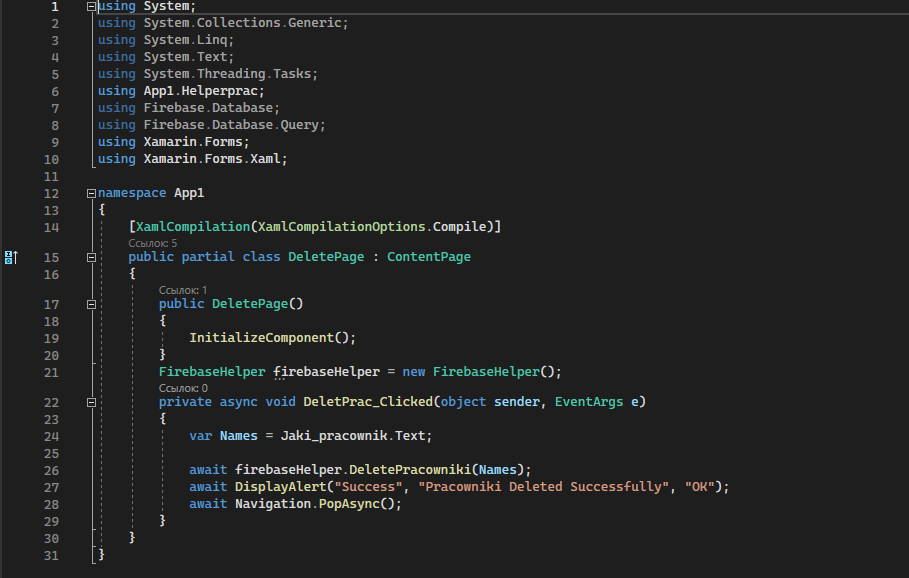 1 using System;
2 using System.Collections.Generic;
3 using System.Linq;
4 using System.Text;
5 using System.Threading.Tasks;
6 using App1.Helperprac;
7 using Firebase.Database;
8 using Firebase.Database.Query;
9 using Xamarin.Forms;
10 using Xamarin.Forms.Xaml;
11
12 namespace App1
13 {
14     [XamlCompilation(XamlCompilationOptions.Compile)]
    Ссылок: 5
15     public partial class DeletePage : ContentPage
16     {
        Ссылок: 1
17         public DeletePage()
18         {
19             InitializeComponent();
20         }
21         FirebaseHelper firebaseHelper = new FirebaseHelper();
        Ссылок: 0
22         private async void DeletPrac_Clicked(object sender, EventArgs e)
23         {
24             var Names = Jaki_pracownik.Text;
25
26             await firebaseHelper.DeletePracowniki(Names);
27             await DisplayAlert("Success", "Pracowniki Deleted Successfully", "OK");
28             await Navigation.PopAsync();
29         }
30     }
31 }